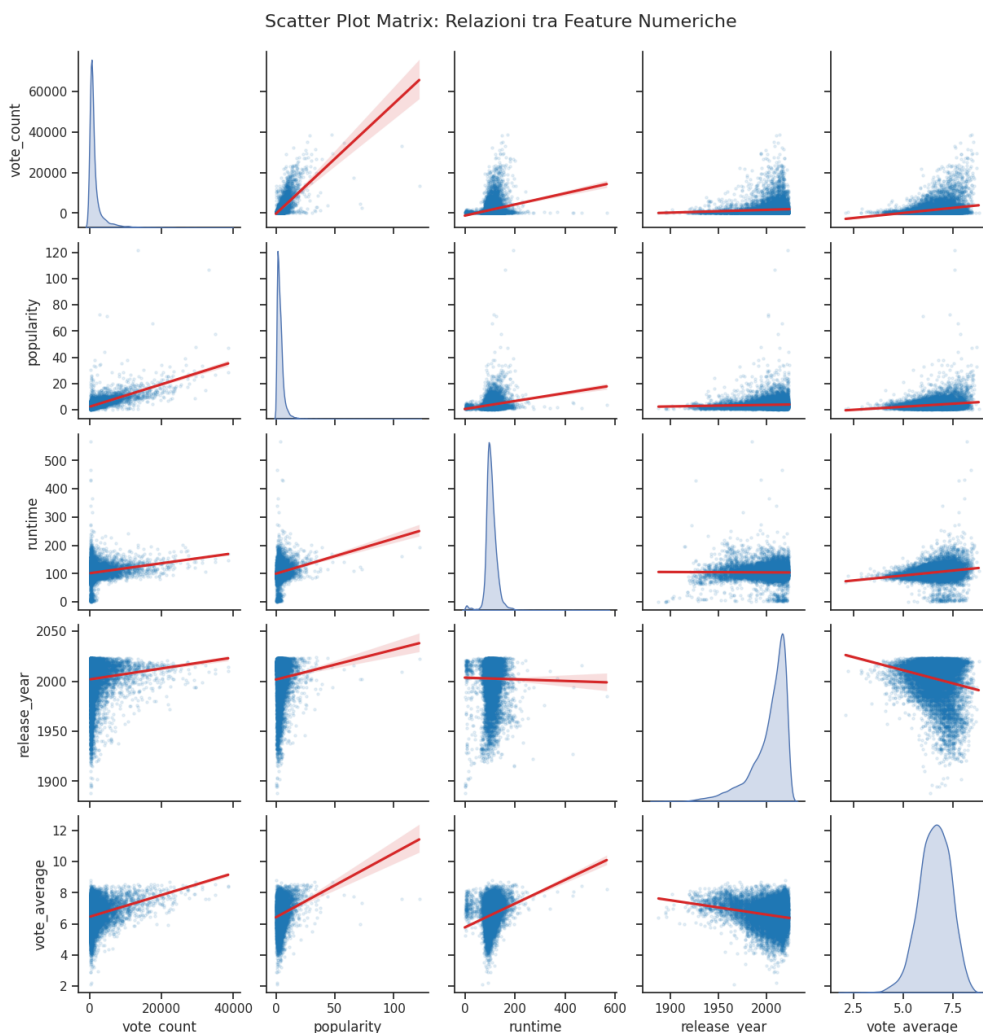 Scatter Plot Matrix: Relazioni tra Feature Numeriche
vote_count
60000
40000
20000
0
popularity
120
100
80
60
40
20
0
runtime
500
400
300
200
100
0
release_year
2050
2000
1950
1900
vote_average
12
10
8
6
4
2
0 20000 40000
0 50 100
0 200 400 600
1900 1950 2000
2.5 5.0 7.5
vote_count popularity runtime release_year vote_average